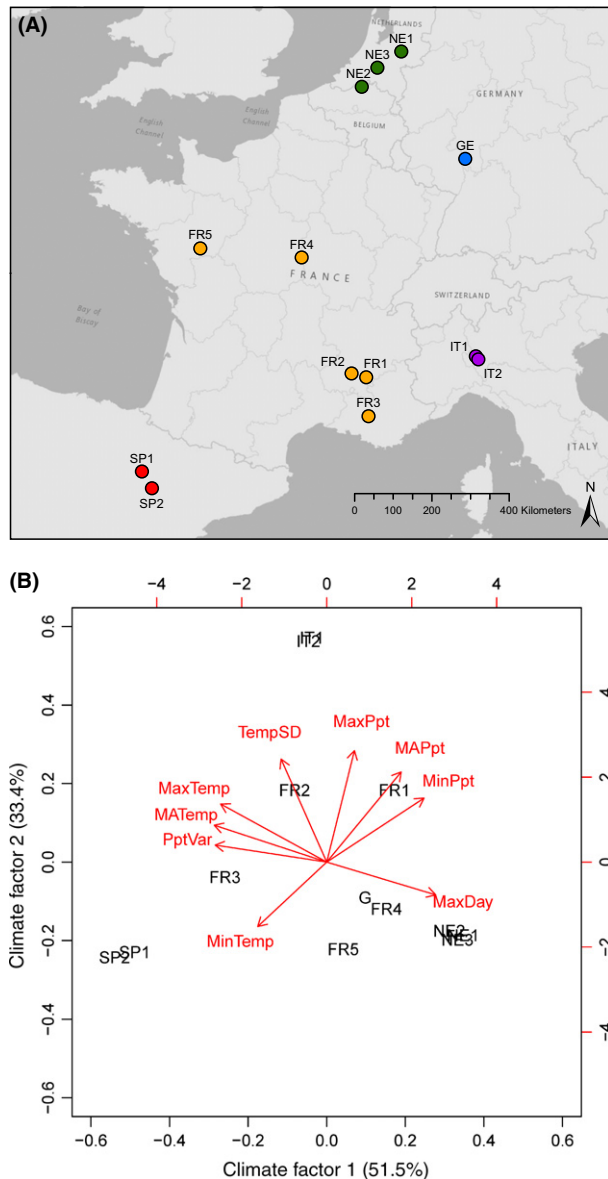 (A)
NETHERLANDS
NE1
NE3
NE2
GERMANY
English
Channel
English
Channel
BELGIUM
GE
FR5
FR4
FRANCE
SWITZERLAND
Bay of
Biscay
IT1
IT2
FR2
FR1
FR3
ITALY
SP1
SP2
N
0 100 200 400 Kilometers
(B)
−4 −2 0 2 4
0.6
IT1
IT2
4
0.4
MaxPpt
TempSD
MAPpt
0.2
MaxTemp
FR2
FR1
MinPpt
2
MATemp
PptVar
0.0
FR3
0
G
FR4
MaxDay
−0.2
MinTemp
NE2
NE1
NE3
FR5
SP1
SP2
−2
−0.4
−4
−0.6
Climate factor 2 (33.4%)
−0.6 −0.4 −0.2 0.0 0.2 0.4 0.6
Climate factor 1 (51.5%)